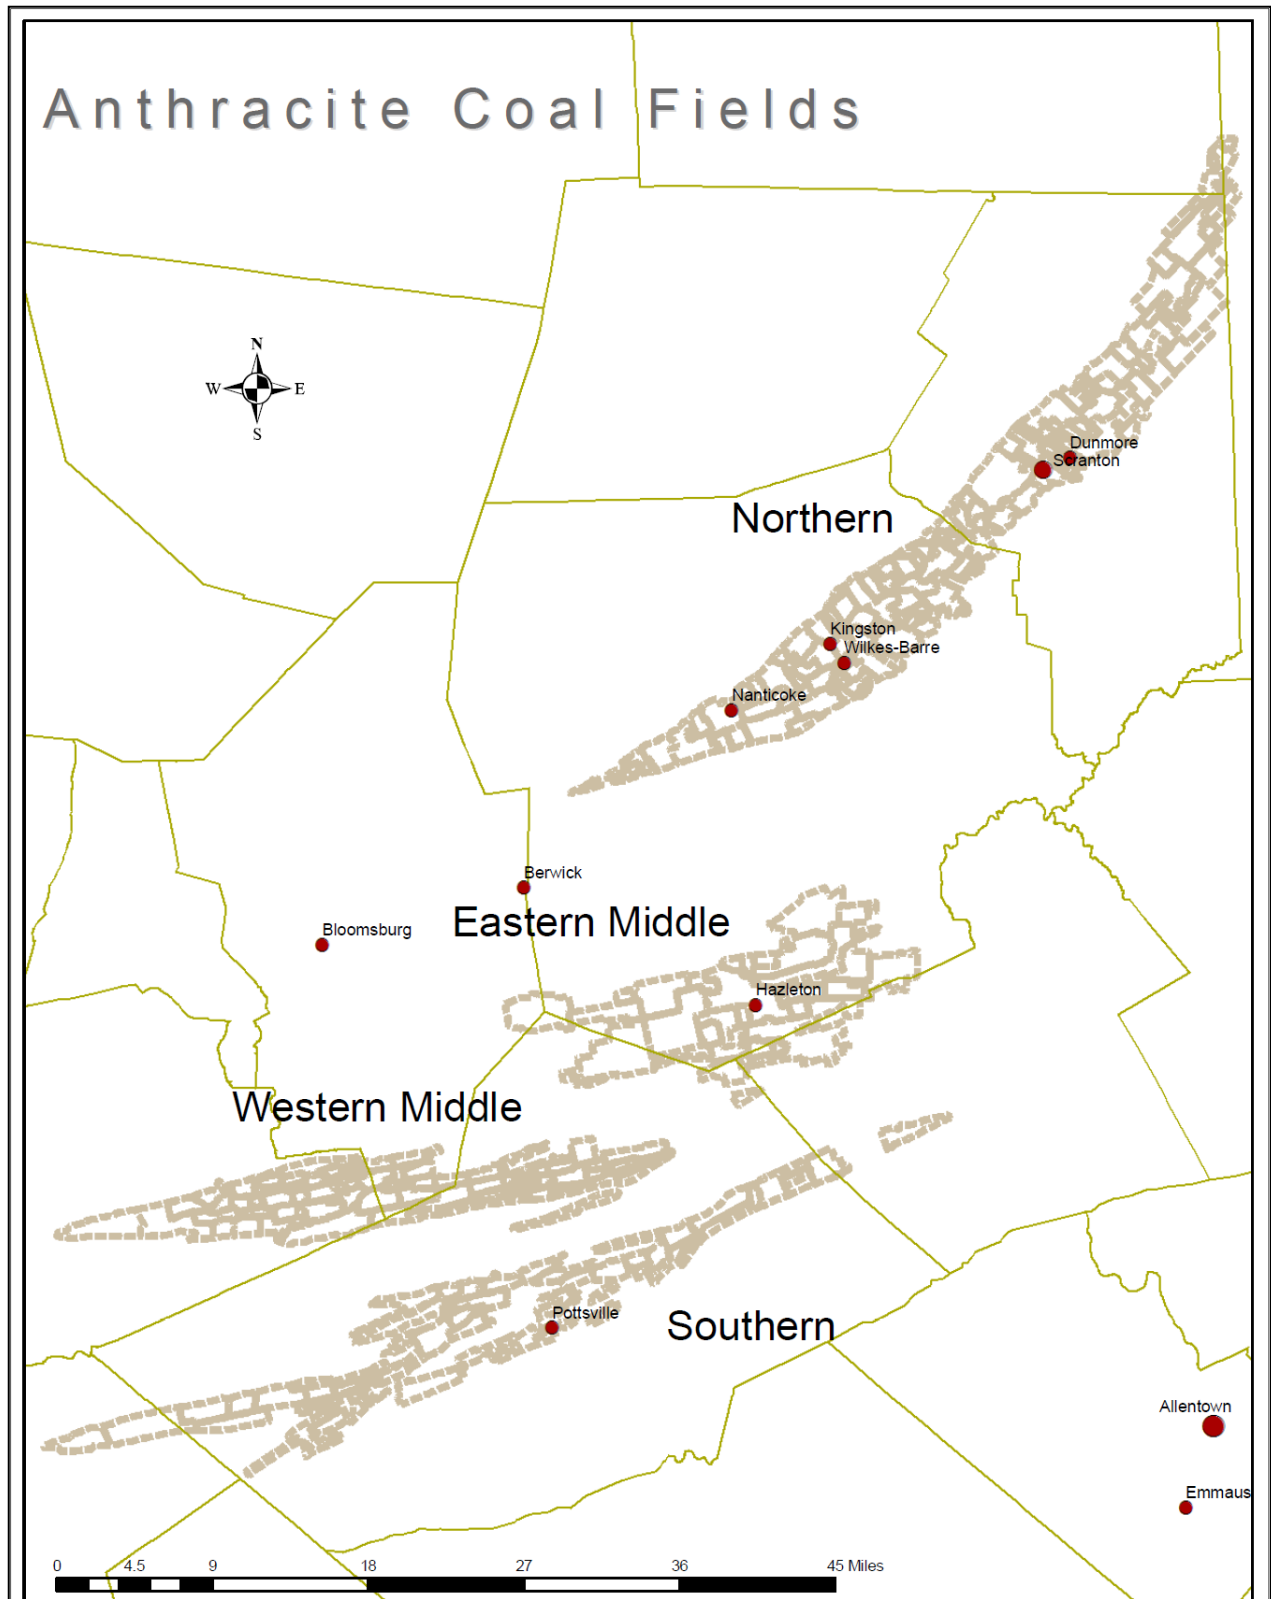 Anthracite Coal Fields
N
W E
S
Dunmore
Scranton
Northern
Kingston
Wilkes-Barre
Nanticoke
Berwick
Eastern Middle
Bloomsburg
Hazleton
Western Middle
Pottsville
Southern
Allentown
Emmaus
0 4.5 9 18 27 36 45 Miles